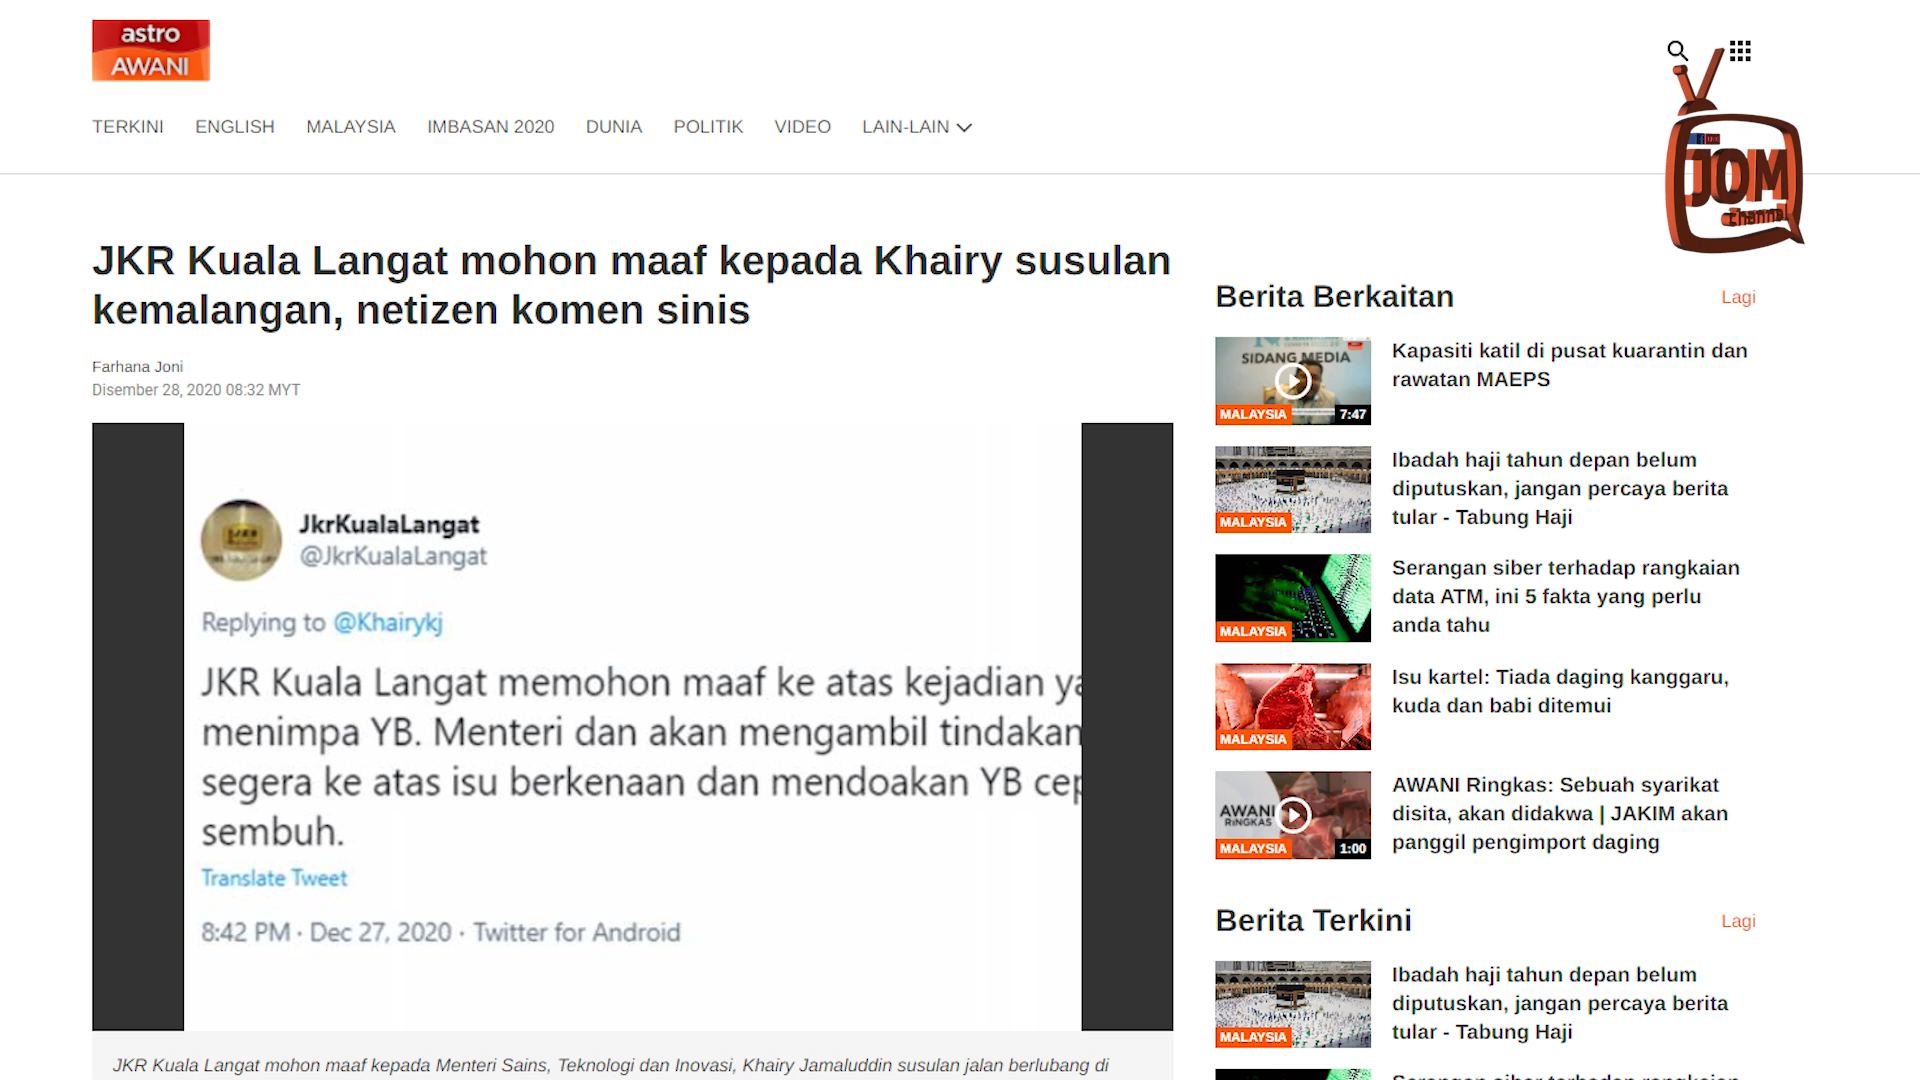 astro
AWANI
TERKINI ENGLISH MALAYSIA IMBASAN 2020 DUNIA POLITIK VIDEO LAIN-LAIN
JOM
channel
JKR Kuala Langat mohon maaf kepada Khairy susulan
kemalangan, netizen komen sinis
Farhana Joni
Disember 28, 2020 08:32 MYT
JkrKualaLangat
@JkrKualaLangat
Replying to @Khairykj
JKR Kuala Langat memohon maaf ke atas kejadian ya
menimpa YB. Menteri dan akan mengambil tindakan
segera ke atas isu berkenaan dan mendoakan YB cep
sembuh.
Translate Tweet
8:42 PM · Dec 27, 2020 · Twitter for Android
JKR Kuala Langat mohon maaf kepada Menteri Sains, Teknologi dan Inovasi, Khairy Jamaluddin susulan jalan berlubang di
Berita Berkaitan Lagi
SIDANG MEDIA
MALAYSIA 7:47
Kapasiti katil di pusat kuarantin dan
rawatan MAEPS
MALAYSIA
Ibadah haji tahun depan belum
diputuskan, jangan percaya berita
tular - Tabung Haji
MALAYSIA
Serangan siber terhadap rangkaian
data ATM, ini 5 fakta yang perlu
anda tahu
MALAYSIA
Isu kartel: Tiada daging kanggaru,
kuda dan babi ditemui
AWANI
RINGKAS
MALAYSIA 1:00
AWANI Ringkas: Sebuah syarikat
disita, akan didakwa | JAKIM akan
panggil pengimport daging
Berita Terkini Lagi
MALAYSIA
Ibadah haji tahun depan belum
diputuskan, jangan percaya berita
tular - Tabung Haji
Serangan siber terhadap rangkaian